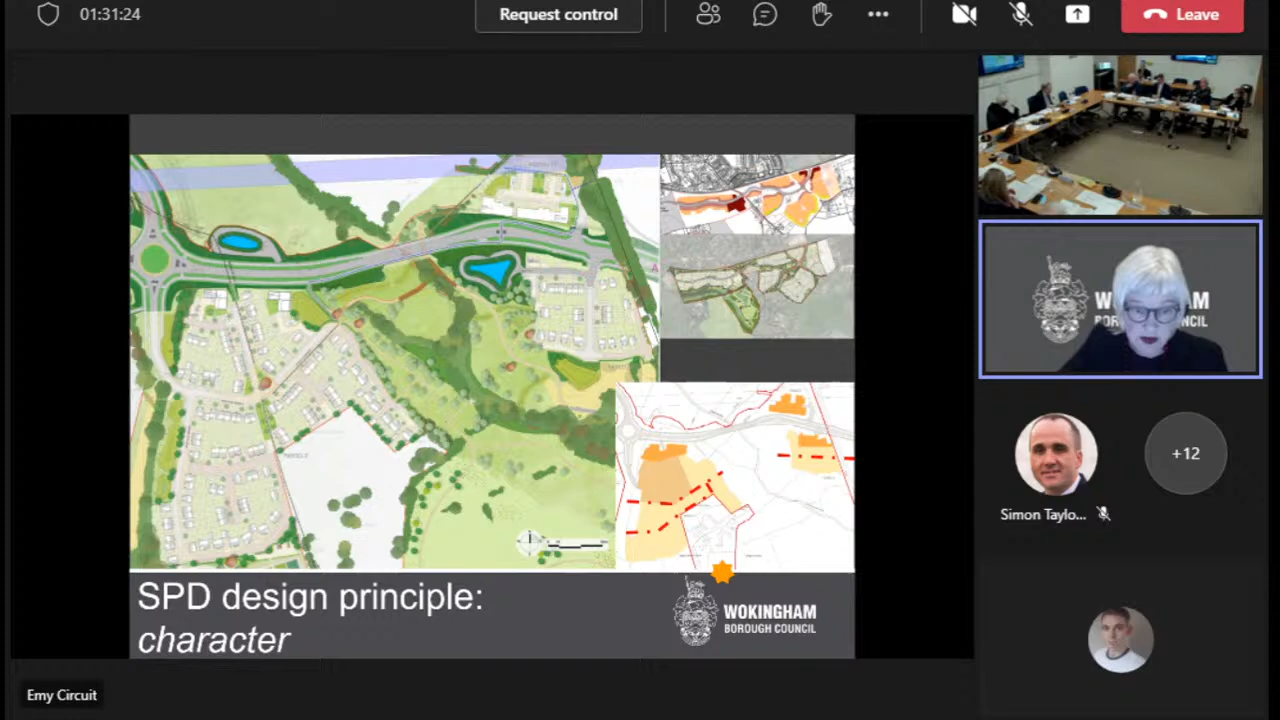 01:31:24
Request control
Leave
SPD design principle:
character
WOKINGHAM
BOROUGH COUNCIL
Emy Circuit
Simon Taylo...
+12